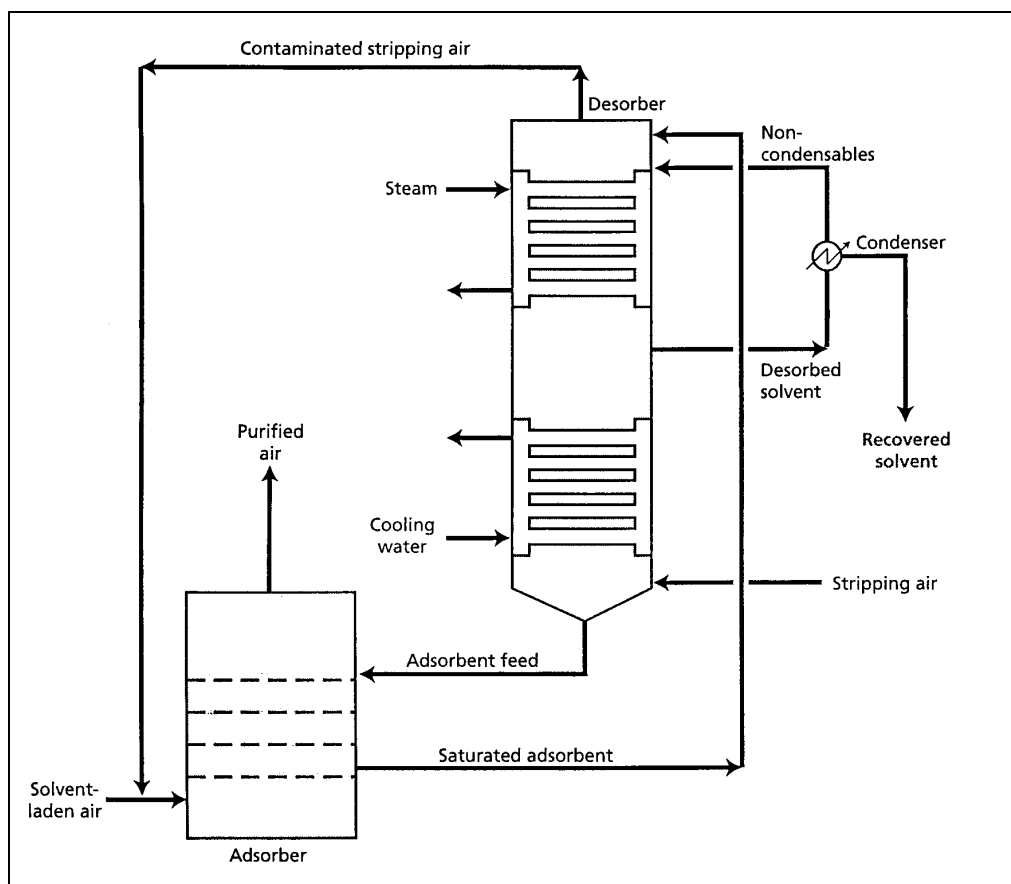 Contaminated stripping air
Desorber
Non-
condensables
Steam
Condenser
Desorbed
solvent
Purified
air
Recovered
solvent
Cooling
water
Stripping air
Adsorbent feed
Saturated adsorbent
Solvent-
laden air
Adsorber